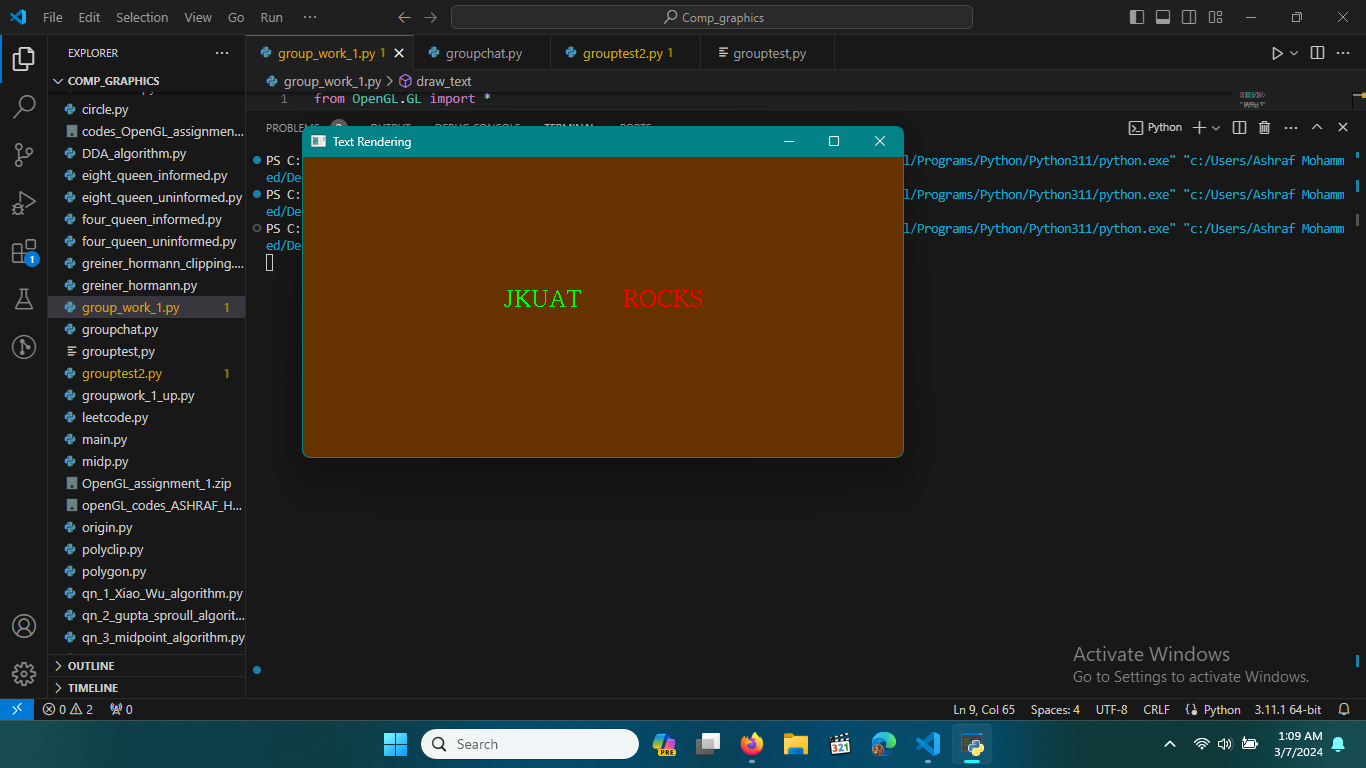 File Edit Selection View Go Run ··· Comp_graphics
EXPLORER ···
COMP_GRAPHICS
circle.py
codes_OpenGL_assignmen...
DDA_algorithm.py
eight_queen_informed.py
eight_queen_uninformed.py
four_queen_informed.py
four_queen_uninformed.py
greiner_hormann_clipping....
greiner_hormann.py
group_work_1.py 1
groupchat.py
grouptest,py
grouptest2.py 1
groupwork_1_up.py
leetcode.py
main.py
midp.py
OpenGL_assignment_1.zip
openGL_codes_ASHRAF_H...
origin.py
polyclip.py
polygon.py
qn_1_Xiao_Wu_algorithm.py
qn_2_gupta_sproull_algorit...
qn_3_midpoint_algorithm.py
OUTLINE
TIMELINE
group_work_1.py 1 groupchat.py grouptest2.py 1 grouptest,py
group_work_1.py > draw_text
1 from OpenGL.GL import *
PROBLEMS OUTPUT DEBUG CONSOLE TERMINAL PORTS Python
PS C: l/Programs/Python/Python311/python.exe" "c:/Users/Ashraf Mohamm
ed/De
PS C: l/Programs/Python/Python311/python.exe" "c:/Users/Ashraf Mohamm
ed/De
PS C: l/Programs/Python/Python311/python.exe" "c:/Users/Ashraf Mohamm
ed/De
Text Rendering
JKUAT ROCKS
Activate Windows
Go to Settings to activate Windows.
0 2 0 Ln 9, Col 65 Spaces: 4 UTF-8 CRLF Python 3.11.1 64-bit
Search
PRE
321
1:09 AM
3/7/2024